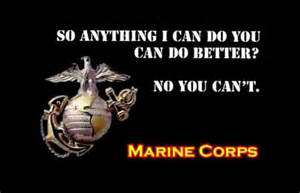 SO ANYTHING I CAN DO YOU
CAN DO BETTER?
NO YOU CAN'T.
MARINE CORPS